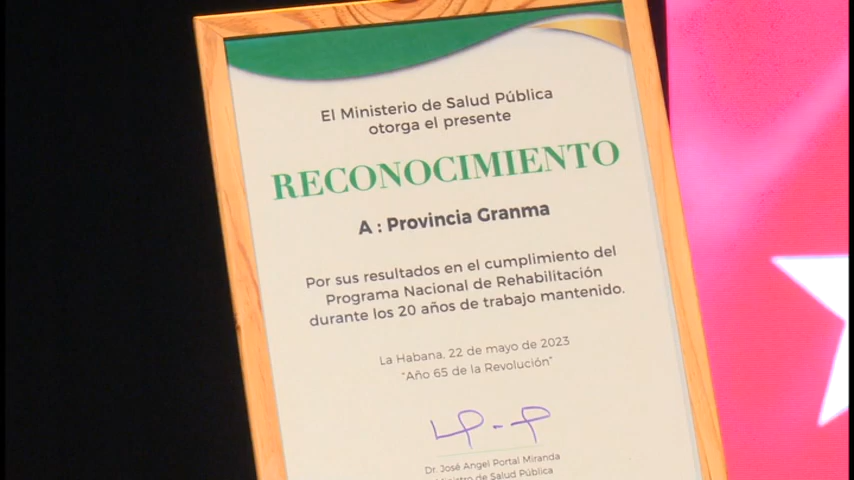 El Ministerio de Salud Pública
otorga el presente
RECONOCIMIENTO
A : Provincia Granma
Por sus resultados en el cumplimiento del
Programa Nacional de Rehabilitación
durante los 20 años de trabajo mantenido.
La Habana, 22 de mayo de 2023
"Año 65 de la Revolución"
Dr. José Angel Portal Miranda
Ministro de Salud Pública